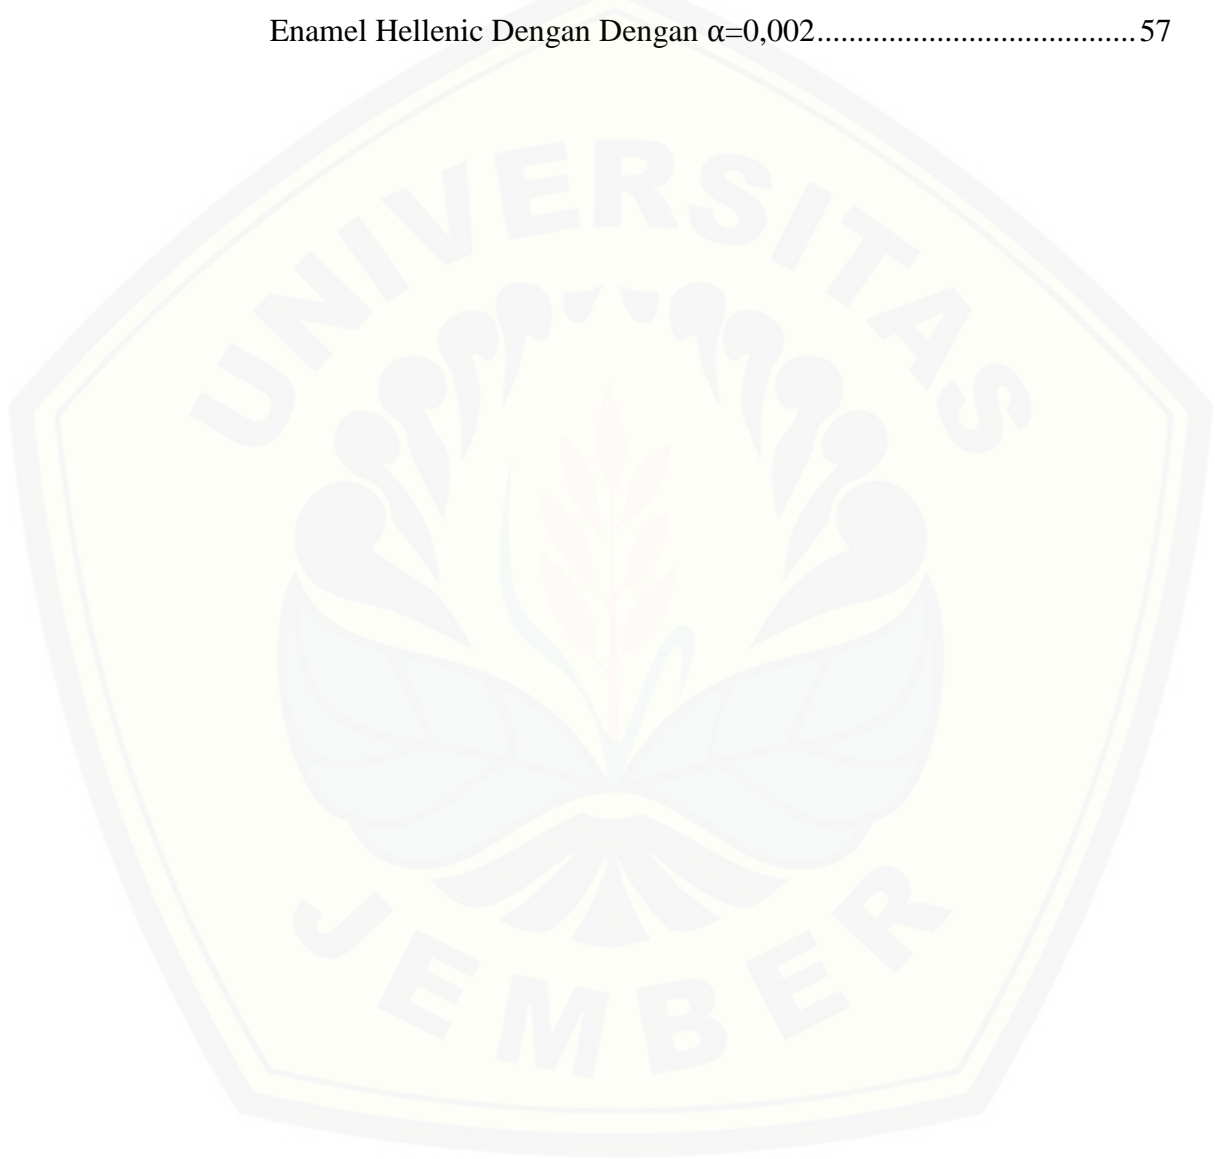 Enamel Hellenic Dengan Dengan α=0,002........................................57
UNIVERSITAS
JEMBER